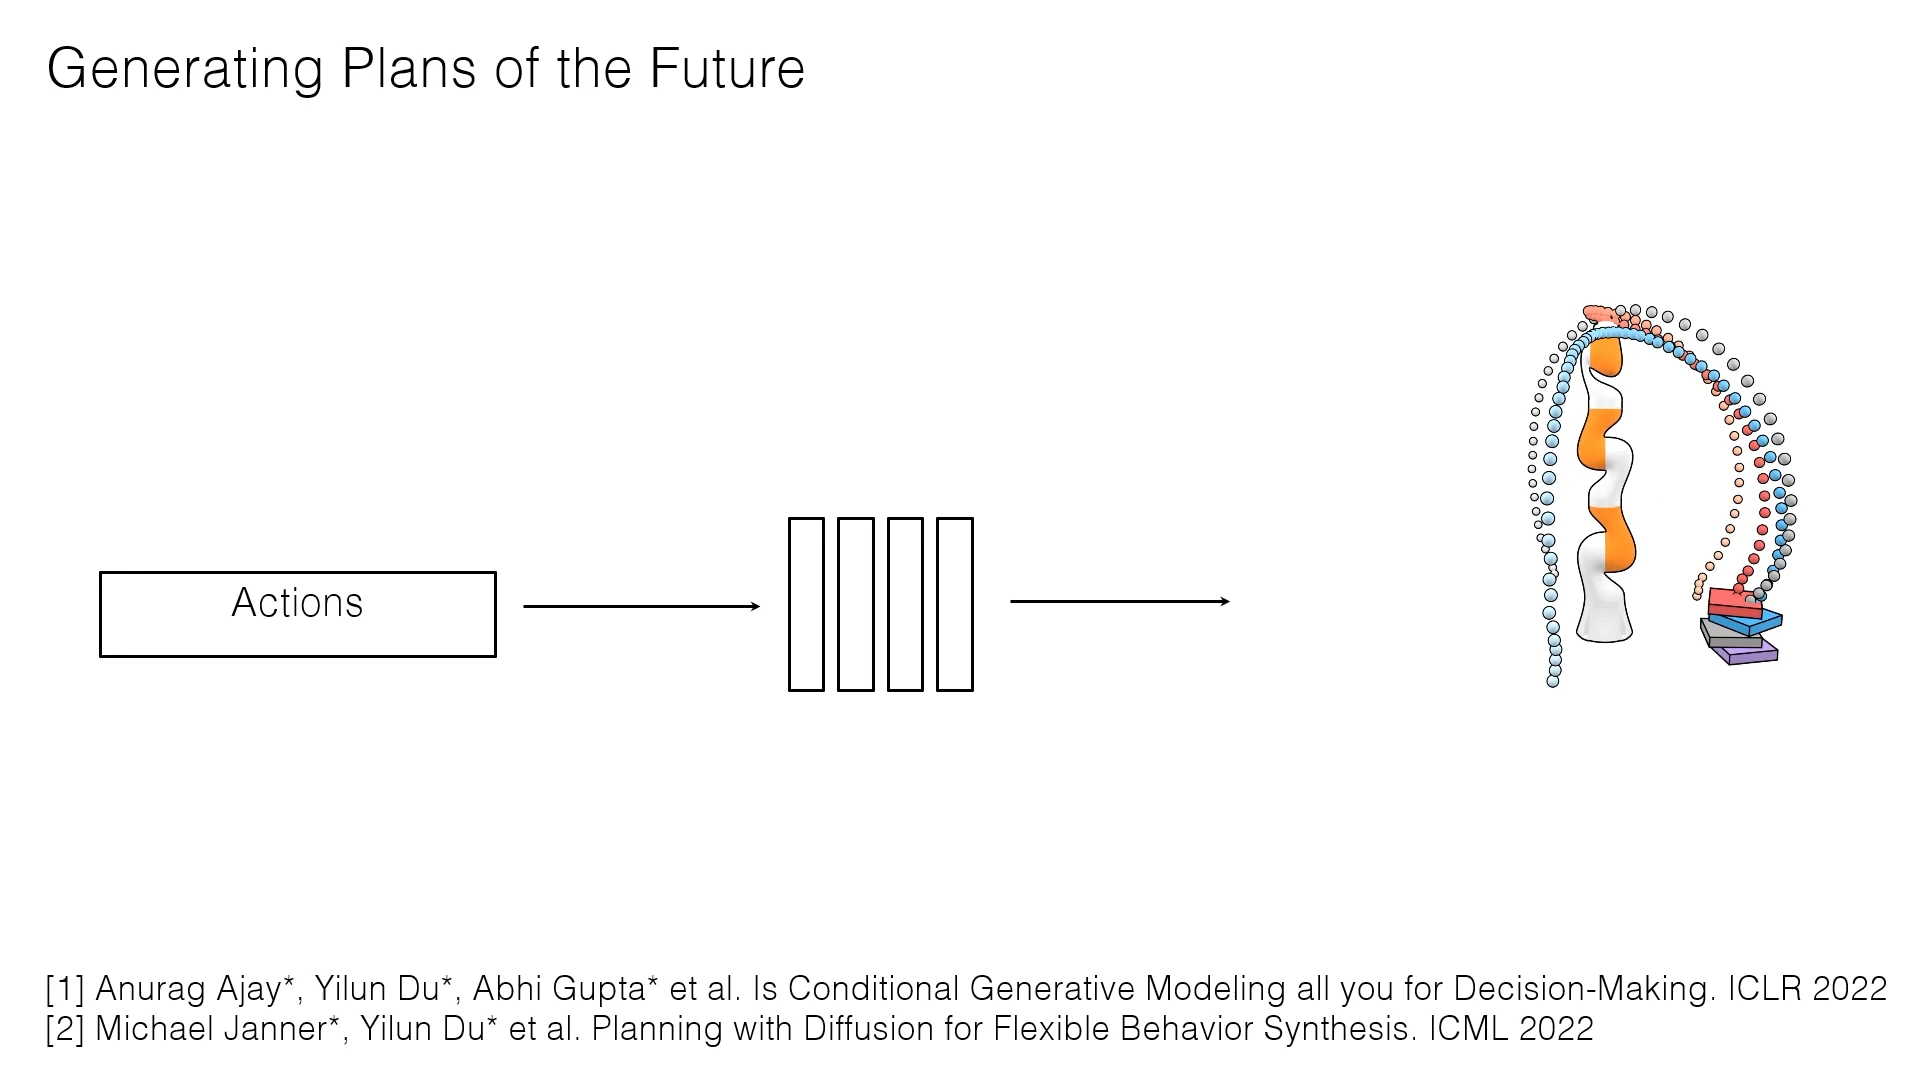 Generating Plans of the Future
Actions
[1] Anurag Ajay*, Yilun Du*, Abhi Gupta* et al. Is Conditional Generative Modeling all you for Decision-Making. ICLR 2022
[2] Michael Janner*, Yilun Du* et al. Planning with Diffusion for Flexible Behavior Synthesis. ICML 2022